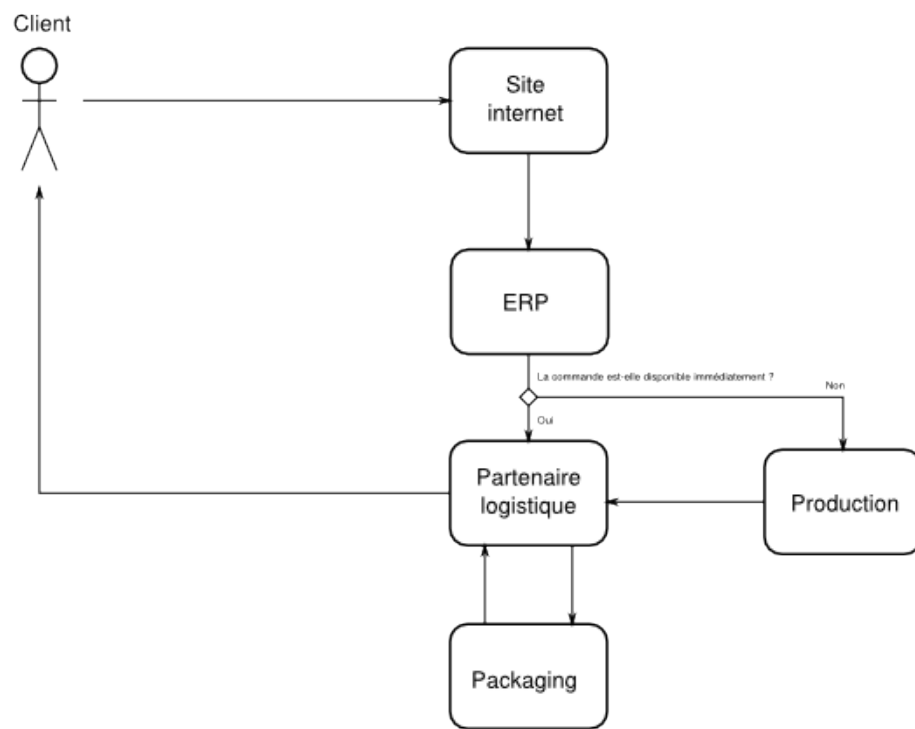 Client
Site
internet
ERP
La commande est-elle disponible immédiatement ?
Non
Oui
Partenaire
logistique
Production
Packaging